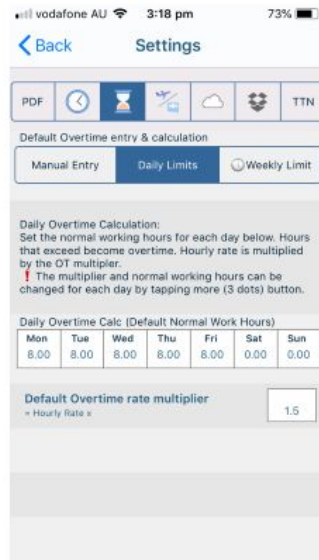 vodafone AU 3:18 pm 73%
Back Settings
PDF TTN
Default Overtime entry & calculation
Manual Entry Daily Limits Weekly Limit
Daily Overtime Calculation:
Set the normal working hours for each day below. Hours
that exceed become overtime. Hourly rate is multiplied
by the OT multipler.
❗ The multiplier and normal working hours can be
changed for each day by tapping more (3 dots) button.
Daily Overtime Calc (Default Normal Work Hours)
Mon Tue Wed Thu Fri Sat Sun
8.00 8.00 8.00 8.00 8.00 0.00 0.00
Default Overtime rate multiplier
= Hourly Rate x
1.5